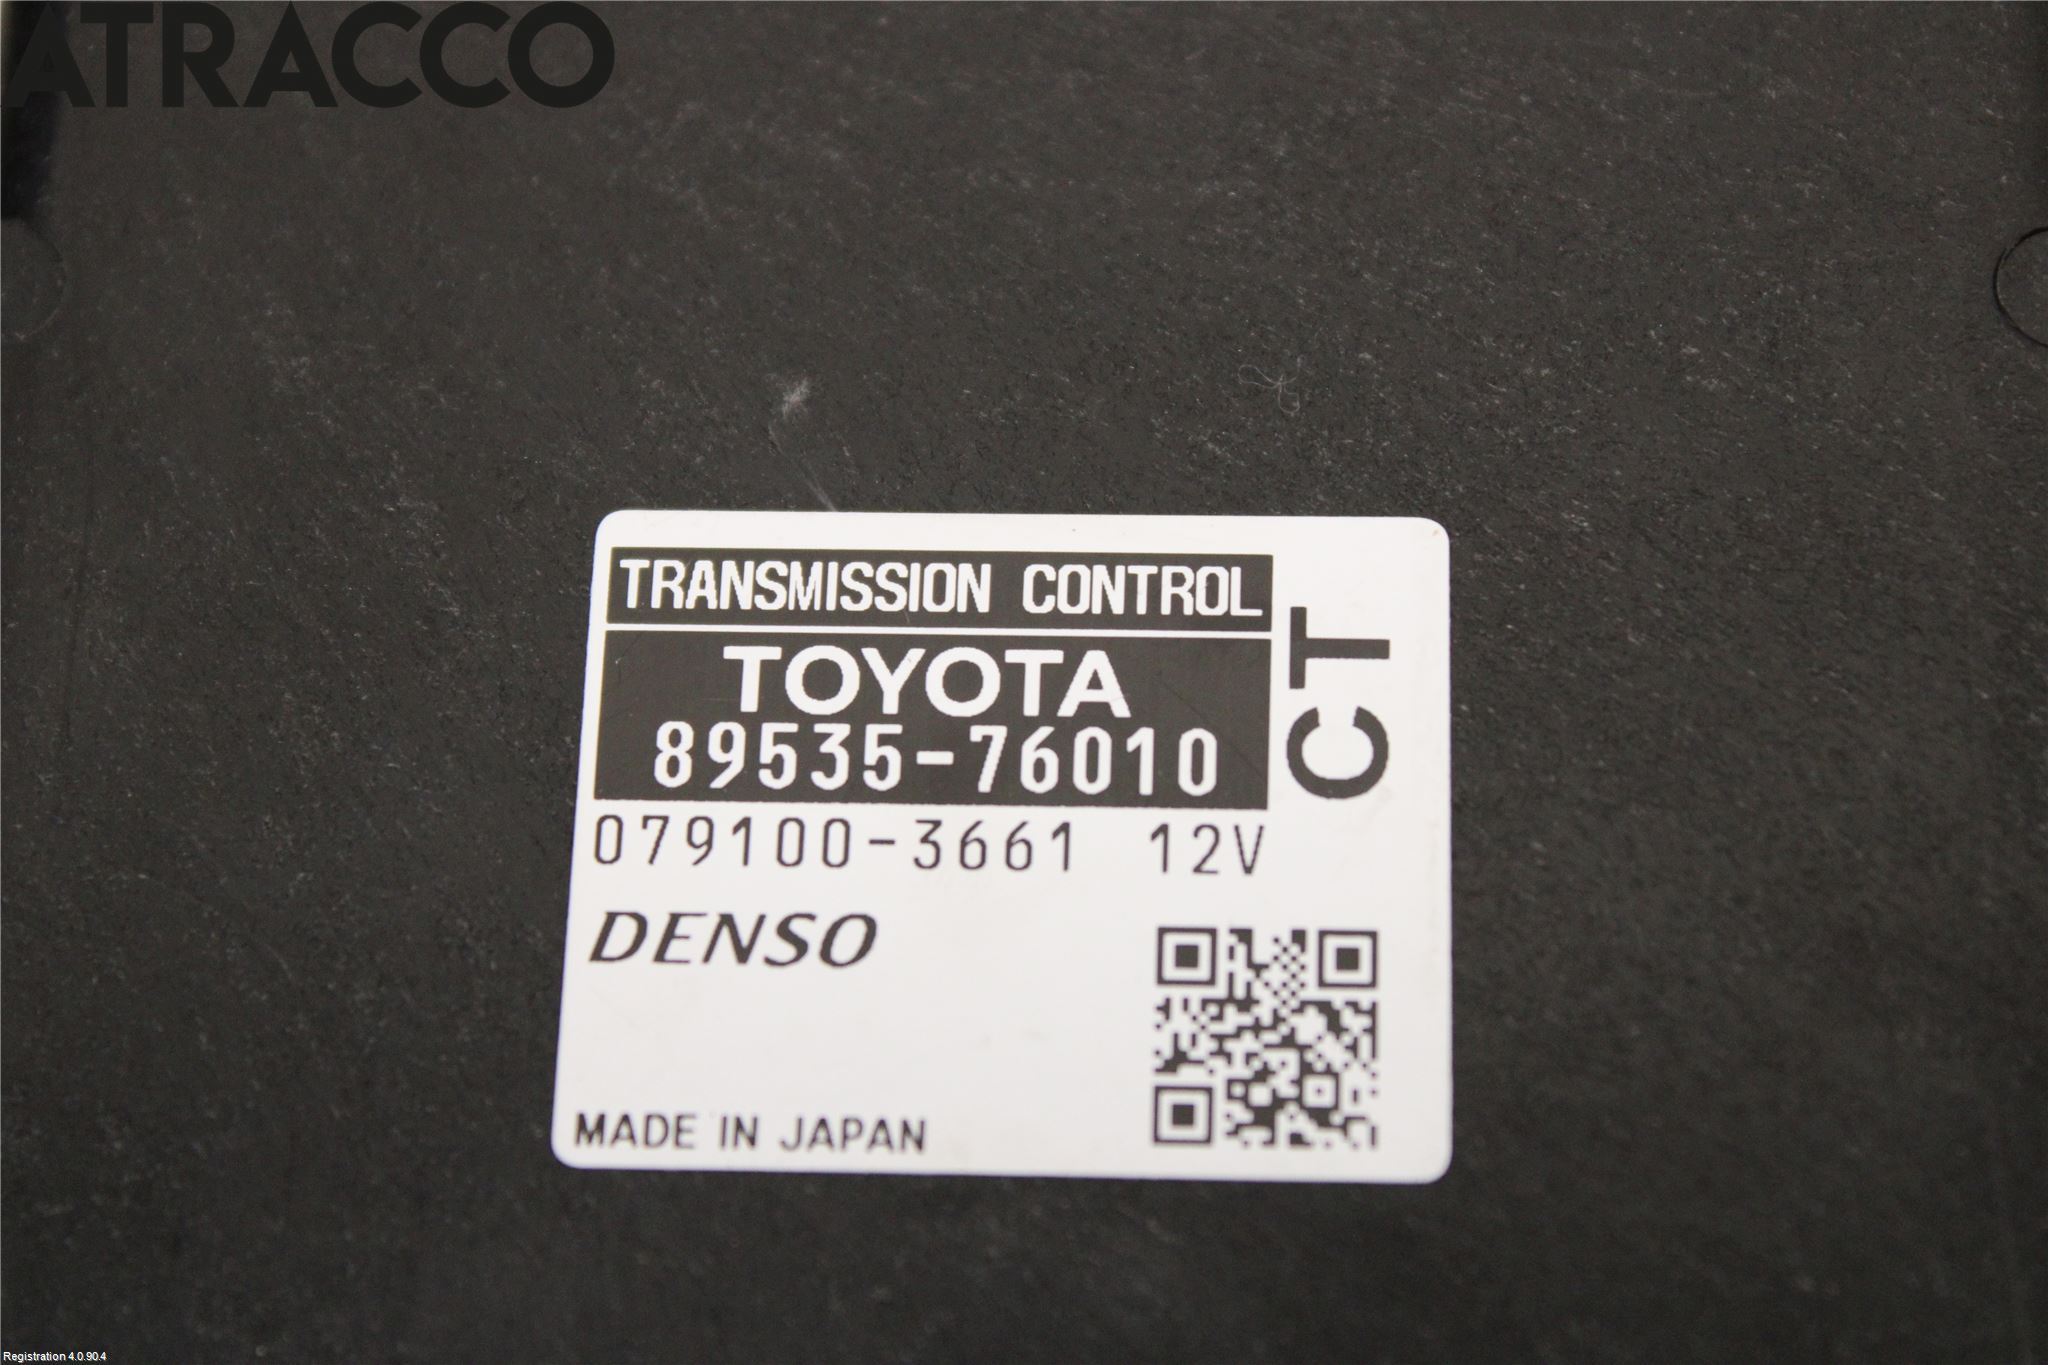 ATRACCO
TRANSMISSION CONTROL
TOYOTA
89535-76010
CT
079100-3661 12V
DENSO
MADE IN JAPAN
Registration 4.0.90.4